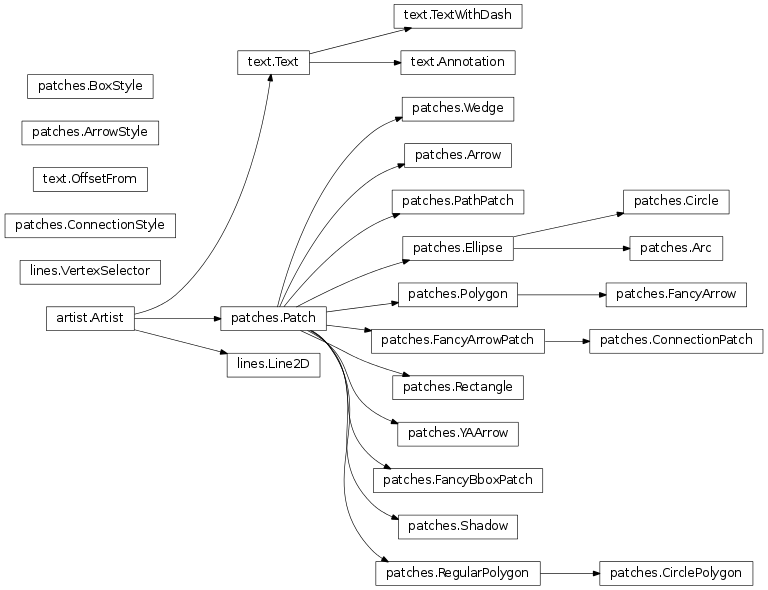 text.TextWithDash
text.Text
text.Annotation
patches.BoxStyle
patches.Wedge
patches.ArrowStyle
patches.Arrow
text.OffsetFrom
patches.PathPatch
patches.Circle
patches.ConnectionStyle
patches.Ellipse
patches.Arc
lines.VertexSelector
patches.Polygon
patches.FancyArrow
artist.Artist
patches.Patch
patches.FancyArrowPatch
patches.ConnectionPatch
lines.Line2D
patches.Rectangle
patches.YAArrow
patches.FancyBboxPatch
patches.Shadow
patches.RegularPolygon
patches.CirclePolygon